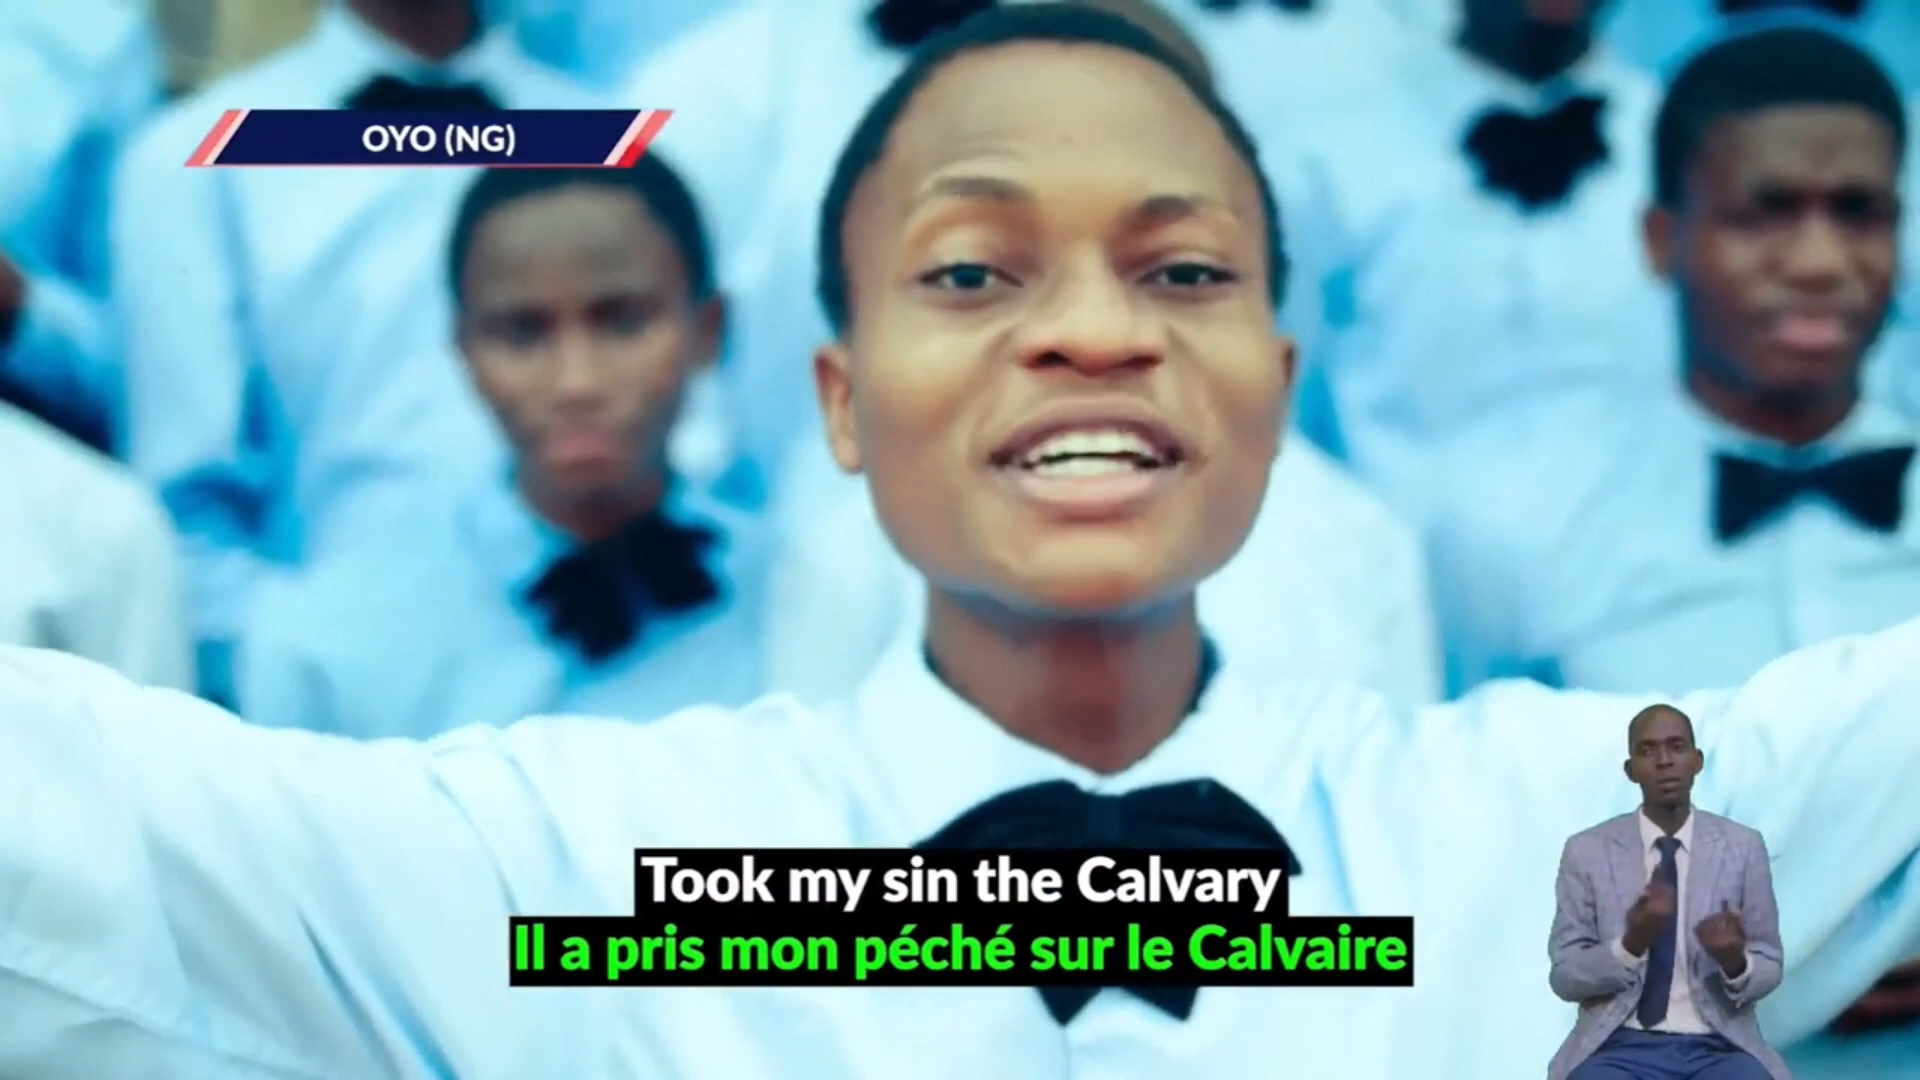 OYO (NG)
Took my sin the Calvary
Il a pris mon péché sur le Calvaire